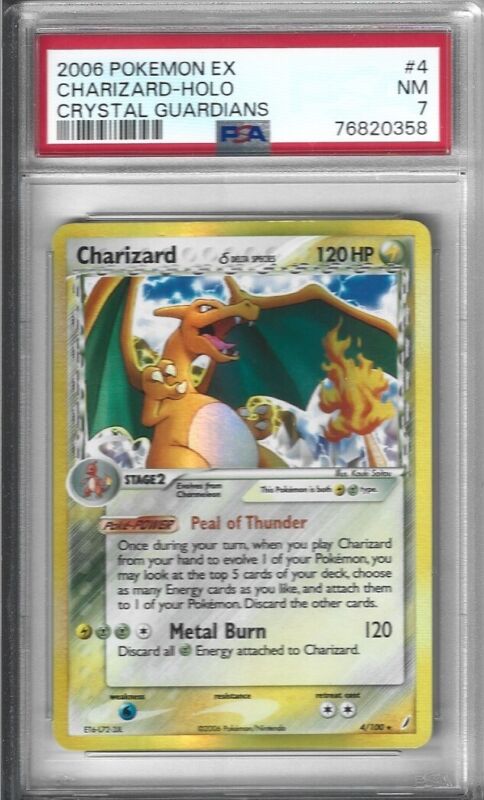 2006 POKEMON EX #4
CHARIZARD-HOLO NM
CRYSTAL GUARDIANS 7
PSA 76820358
Charizard δ DELTA SPECIES 120 HP
Illus. Kouki Saitou
STAGE 2 Evolves from Charmeleon
This Pokémon is both type.
Poké-POWER Peal of Thunder
Once during your turn, when you play Charizard
from your hand to evolve 1 of your Pokémon, you
may look at the top 5 cards of your deck, choose
as many Energy cards as you like, and attach them
to 1 of your Pokémon. Discard the other cards.
Metal Burn 120
Discard all Energy attached to Charizard.
weakness resistance retreat cost
©2006 Pokémon/Nintendo 4/100 ★